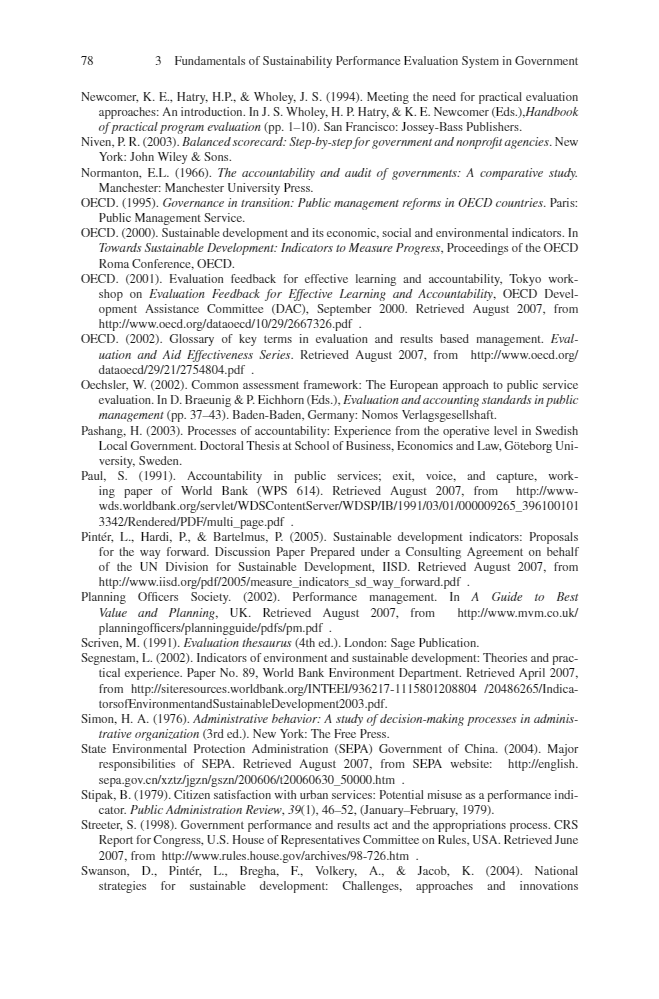 78 3 Fundamentals of Sustainability Performance Evaluation System in Government
Newcomer, K. E., Hatry, H.P., & Wholey, J. S. (1994). Meeting the need for practical evaluation
approaches: An introduction. In J. S. Wholey, H. P. Hatry, & K. E. Newcomer (Eds.),Handbook
of practical program evaluation (pp. 1–10). San Francisco: Jossey-Bass Publishers.
Niven, P. R. (2003). Balanced scorecard: Step-by-step for government and nonprofit agencies. New
York: John Wiley & Sons.
Normanton, E.L. (1966). The accountability and audit of governments: A comparative study.
Manchester: Manchester University Press.
OECD. (1995). Governance in transition: Public management reforms in OECD countries. Paris:
Public Management Service.
OECD. (2000). Sustainable development and its economic, social and environmental indicators. In
Towards Sustainable Development: Indicators to Measure Progress, Proceedings of the OECD
Roma Conference, OECD.
OECD. (2001). Evaluation feedback for effective learning and accountability, Tokyo work-
shop on Evaluation Feedback for Effective Learning and Accountability, OECD Devel-
opment Assistance Committee (DAC), September 2000. Retrieved August 2007, from
http://www.oecd.org/dataoecd/10/29/2667326.pdf .
OECD. (2002). Glossary of key terms in evaluation and results based management. Eval-
uation and Aid Effectiveness Series. Retrieved August 2007, from http://www.oecd.org/
dataoecd/29/21/2754804.pdf .
Oechsler, W. (2002). Common assessment framework: The European approach to public service
evaluation. In D. Braeunig & P. Eichhorn (Eds.), Evaluation and accounting standards in public
management (pp. 37–43). Baden-Baden, Germany: Nomos Verlagsgesellshaft.
Pashang, H. (2003). Processes of accountability: Experience from the operative level in Swedish
Local Government. Doctoral Thesis at School of Business, Economics and Law, Göteborg Uni-
versity, Sweden.
Paul, S. (1991). Accountability in public services; exit, voice, and capture, work-
ing paper of World Bank (WPS 614). Retrieved August 2007, from http://www-
wds.worldbank.org/servlet/WDSContentServer/WDSP/IB/1991/03/01/000009265_396100101
3342/Rendered/PDF/multi_page.pdf .
Pintér, L., Hardi, P., & Bartelmus, P. (2005). Sustainable development indicators: Proposals
for the way forward. Discussion Paper Prepared under a Consulting Agreement on behalf
of the UN Division for Sustainable Development, IISD. Retrieved August 2007, from
http://www.iisd.org/pdf/2005/measure_indicators_sd_way_forward.pdf .
Planning Officers Society. (2002). Performance management. In A Guide to Best
Value and Planning, UK. Retrieved August 2007, from http://www.mvm.co.uk/
planningofficers/planningguide/pdfs/pm.pdf .
Scriven, M. (1991). Evaluation thesaurus (4th ed.). London: Sage Publication.
Segnestam, L. (2002). Indicators of environment and sustainable development: Theories and prac-
tical experience. Paper No. 89, World Bank Environment Department. Retrieved April 2007,
from http://siteresources.worldbank.org/INTEEI/936217-1115801208804 /20486265/Indica-
torsofEnvironmentandSustainableDevelopment2003.pdf.
Simon, H. A. (1976). Administrative behavior: A study of decision-making processes in adminis-
trative organization (3rd ed.). New York: The Free Press.
State Environmental Protection Administration (SEPA) Government of China. (2004). Major
responsibilities of SEPA. Retrieved August 2007, from SEPA website: http://english.
sepa.gov.cn/xztz/jgzn/gszn/200606/t20060630_50000.htm .
Stipak, B. (1979). Citizen satisfaction with urban services: Potential misuse as a performance indi-
cator. Public Administration Review, 39(1), 46–52, (January–February, 1979).
Streeter, S. (1998). Government performance and results act and the appropriations process. CRS
Report for Congress, U.S. House of Representatives Committee on Rules, USA. Retrieved June
2007, from http://www.rules.house.gov/archives/98-726.htm .
Swanson, D., Pintér, L., Bregha, F., Volkery, A., & Jacob, K. (2004). National
strategies for sustainable development: Challenges, approaches and innovations